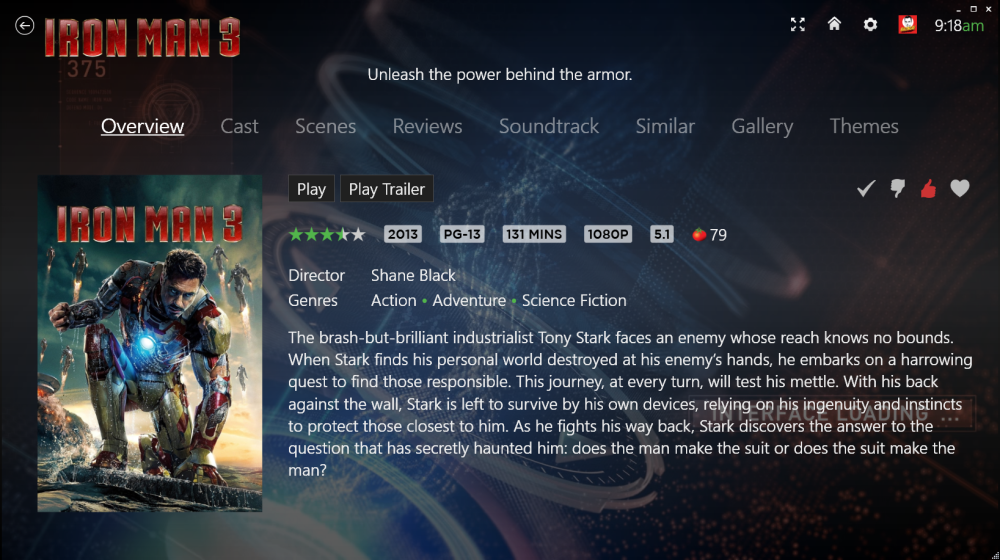 IRON MAN 3
9:18am
375
Unleash the power behind the armor.
Overview Cast Scenes Reviews Soundtrack Similar Gallery Themes
Play Play Trailer
IRON MAN 3
2013 PG-13 131 MINS 1080P 5.1 79
Director Shane Black
Genres Action • Adventure • Science Fiction
The brash-but-brilliant industrialist Tony Stark faces an enemy whose reach knows no bounds.
When Stark finds his personal world destroyed at his enemy’s hands, he embarks on a harrowing
quest to find those responsible. This journey, at every turn, will test his mettle. With his back
against the wall, Stark is left to survive by his own devices, relying on his ingenuity and instincts
INTERFACE LOADING ...
to protect those closest to him. As he fights his way back, Stark discovers the answer to the
question that has secretly haunted him: does the man make the suit or does the suit make the
man?